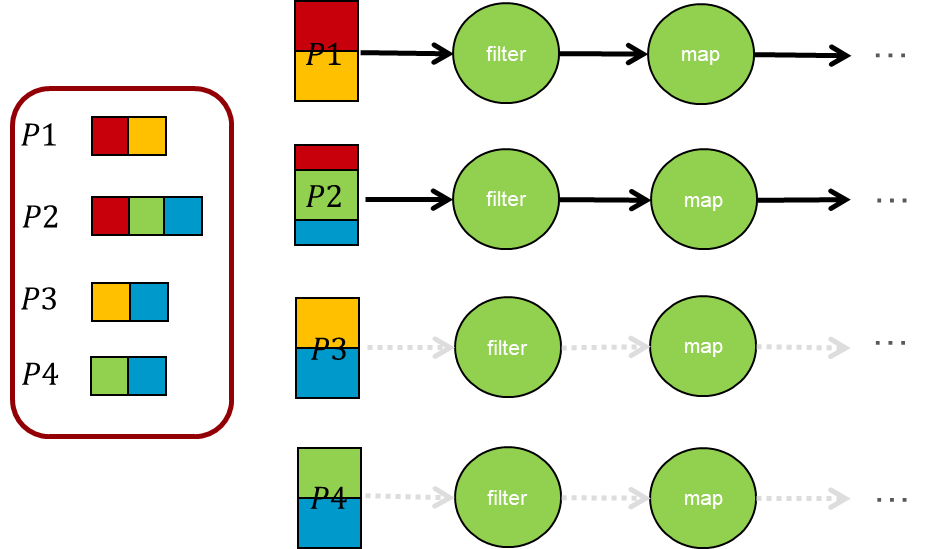 P1
P2
P3
P4
P1 filter map ...
P2 filter map ...
P3 filter map ...
P4 filter map ...